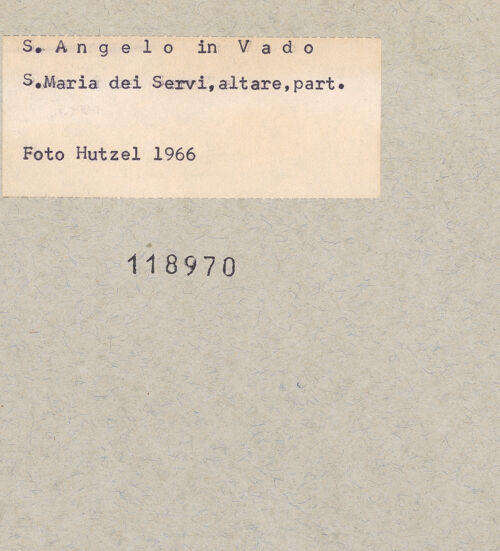 S. Angelo in Vado
S.Maria dei Servi,altare,part.
Foto Hutzel 1966
118970